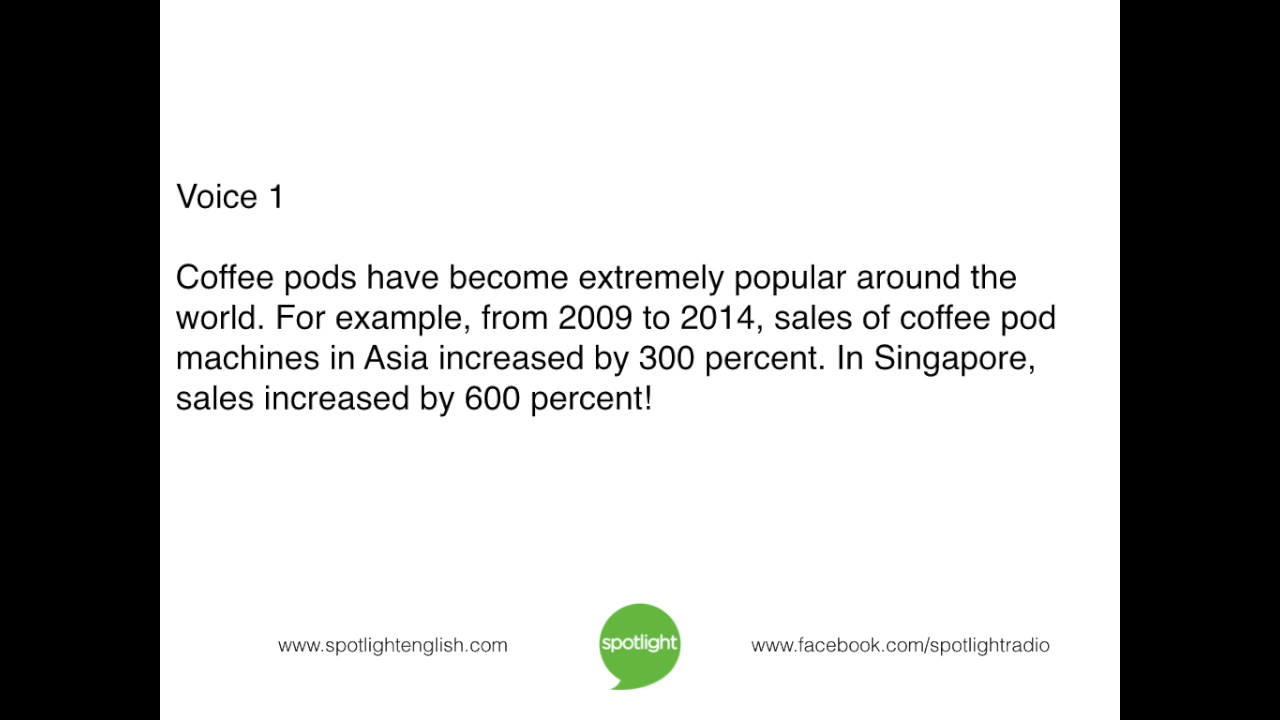 Voice 1
Coffee pods have become extremely popular around the
world. For example, from 2009 to 2014, sales of coffee pod
machines in Asia increased by 300 percent. In Singapore,
sales increased by 600 percent!
www.spotlightenglish.com
spotlight
www.facebook.com/spotlightradio